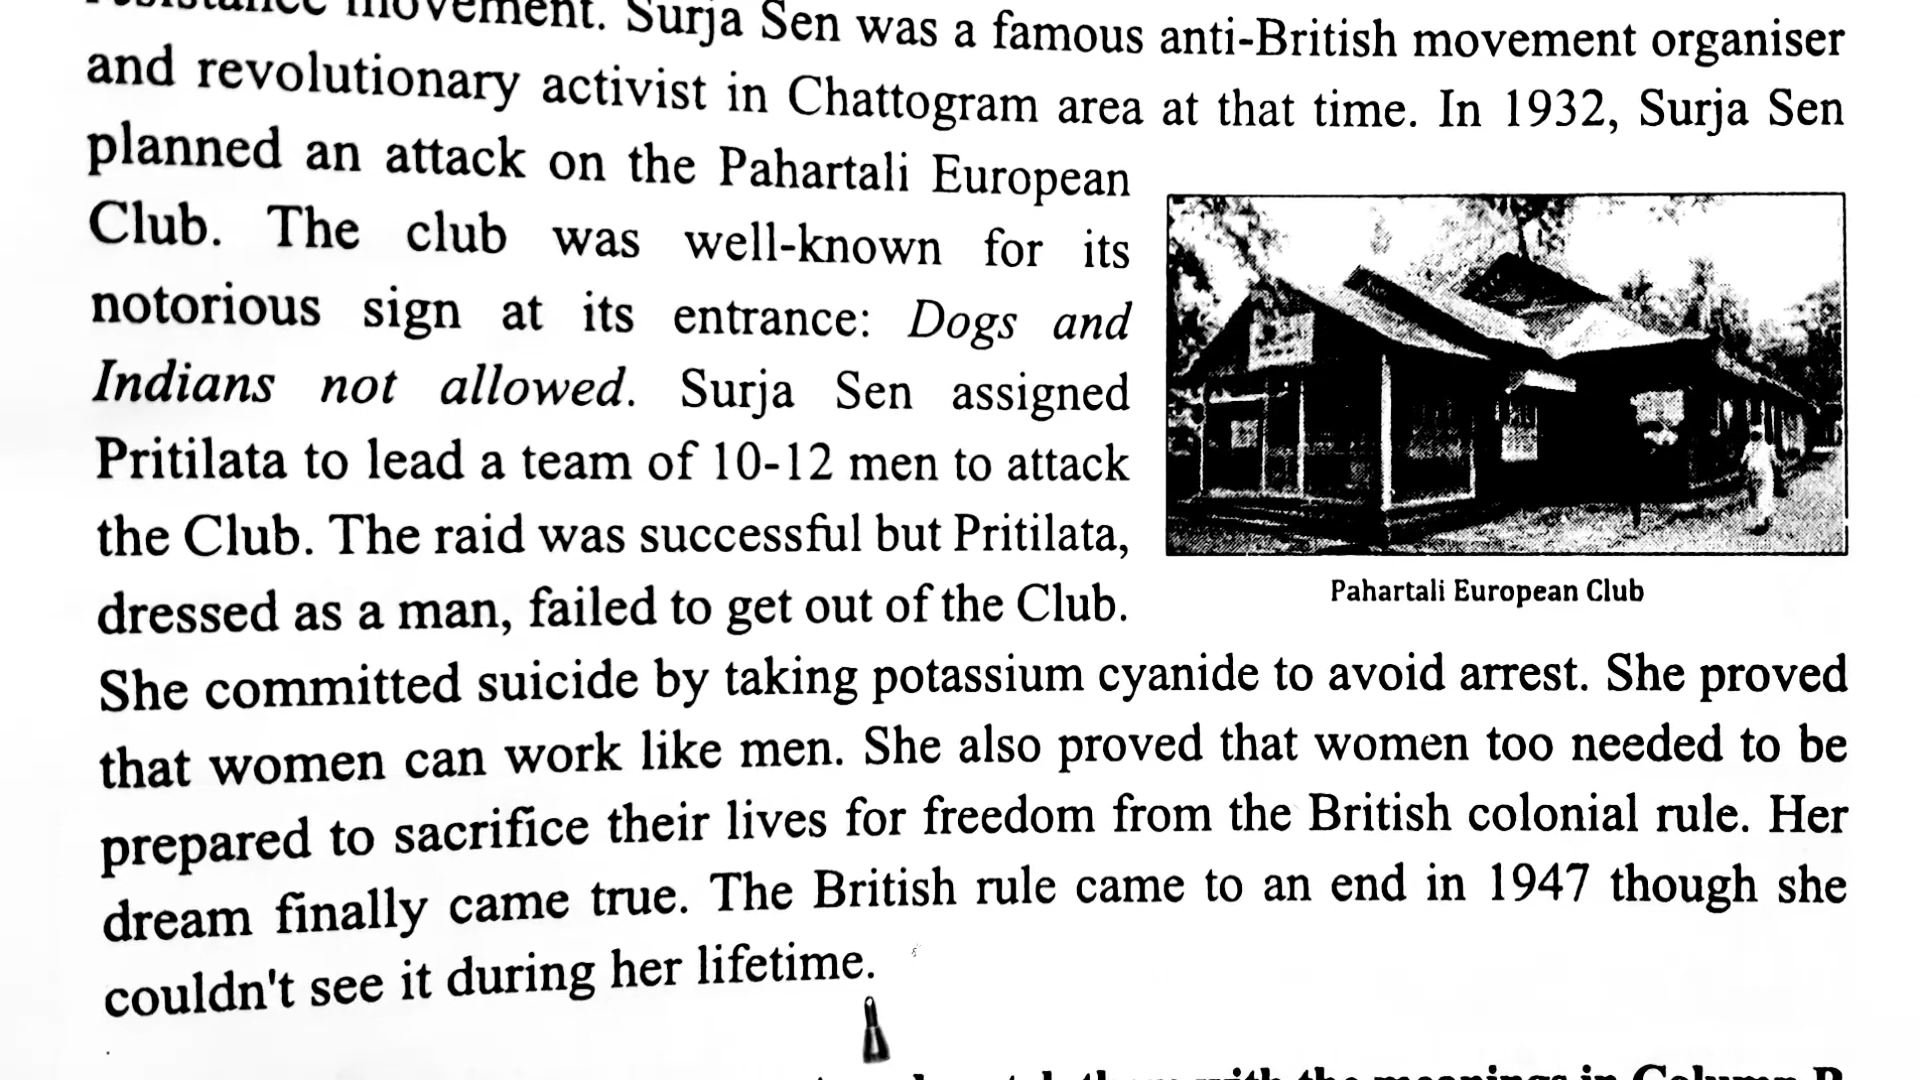 movement. Surja Sen was a famous anti-British movement organiser
and revolutionary activist in Chattogram area at that time. In 1932, Surja Sen
planned an attack on the Pahartali European
Club. The club was well-known for its
notorious sign at its entrance: Dogs and
Indians not allowed. Surja Sen assigned
Pritilata to lead a team of 10-12 men to attack
the Club. The raid was successful but Pritilata,
dressed as a man, failed to get out of the Club.
Pahartali European Club
She committed suicide by taking potassium cyanide to avoid arrest. She proved
that women can work like men. She also proved that women too needed to be
prepared to sacrifice their lives for freedom from the British colonial rule. Her
dream finally came true. The British rule came to an end in 1947 though she
couldn't see it during her lifetime.
them with the meanings in Column B